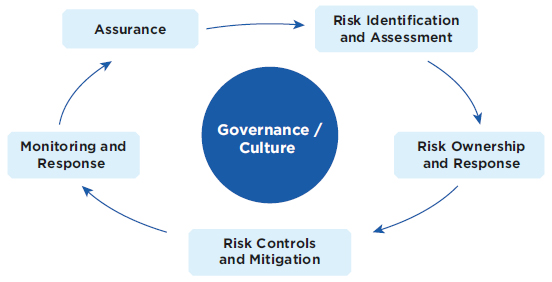 Assurance
Risk Identification
and Assessment
Governance /
Culture
Monitoring and
Response
Risk Ownership
and Response
Risk Controls
and Mitigation